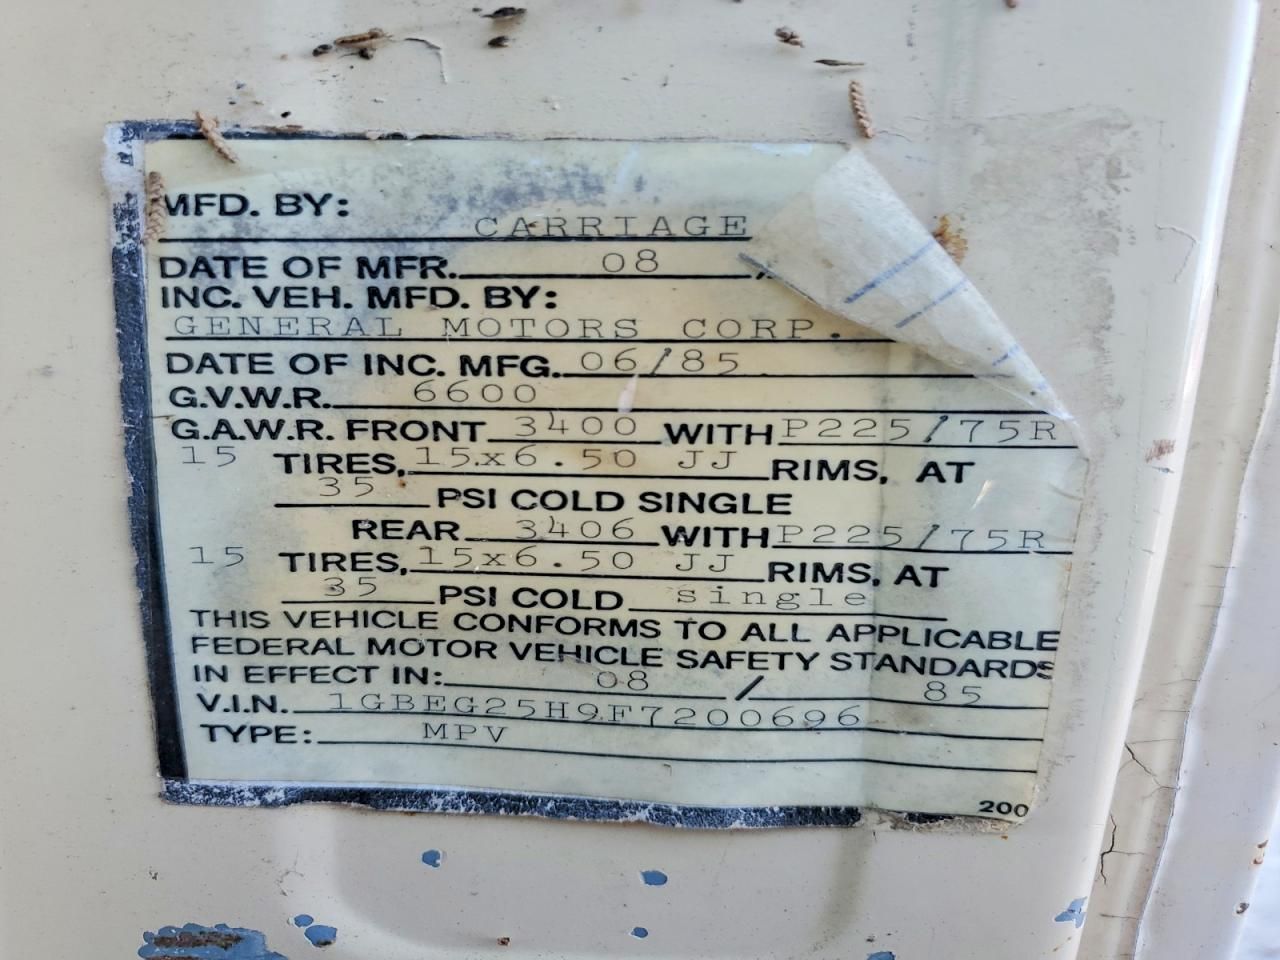 MFD. BY:
CARRIAGE
DATE OF MFR. 08 /
INC. VEH. MFD. BY:
GENERAL MOTORS CORP.
DATE OF INC. MFG. 06/85
G.V.W.R. 6600
G.A.W.R. FRONT 3400 WITH P225/75R
15 TIRES, 15x6.50 JJ RIMS, AT
35 PSI COLD SINGLE
REAR 3406 WITH P225/75R
15 TIRES, 15x6.50 JJ RIMS, AT
35 PSI COLD single
THIS VEHICLE CONFORMS TO ALL APPLICABLE
FEDERAL MOTOR VEHICLE SAFETY STANDARDS
IN EFFECT IN: 08 / 85
V.I.N. 1GBEG25H9F7200696
TYPE: MPV
200